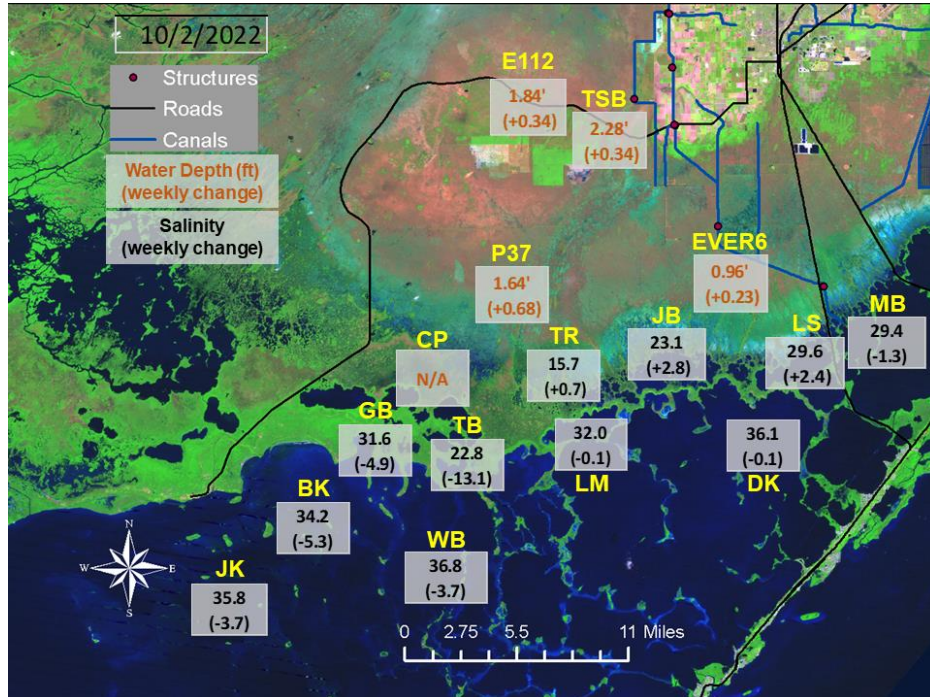 10/2/2022
Structures
Roads
Canals
Water Depth (ft)
(weekly change)
Salinity
(weekly change)
E112
1.84'
(+0.34)
TSB
2.28'
(+0.34)
P37
1.64'
(+0.68)
EVER6
0.96'
(+0.23)
CP
N/A
TR
15.7
(+0.7)
JB
23.1
(+2.8)
LS
29.6
(+2.4)
MB
29.4
(-1.3)
GB
31.6
(-4.9)
TB
22.8
(-13.1)
32.0
(-0.1)
LM
36.1
(-0.1)
DK
BK
34.2
(-5.3)
WB
36.8
(-3.7)
JK
35.8
(-3.7)
N
W E
S
0 2.75 5.5 11 Miles